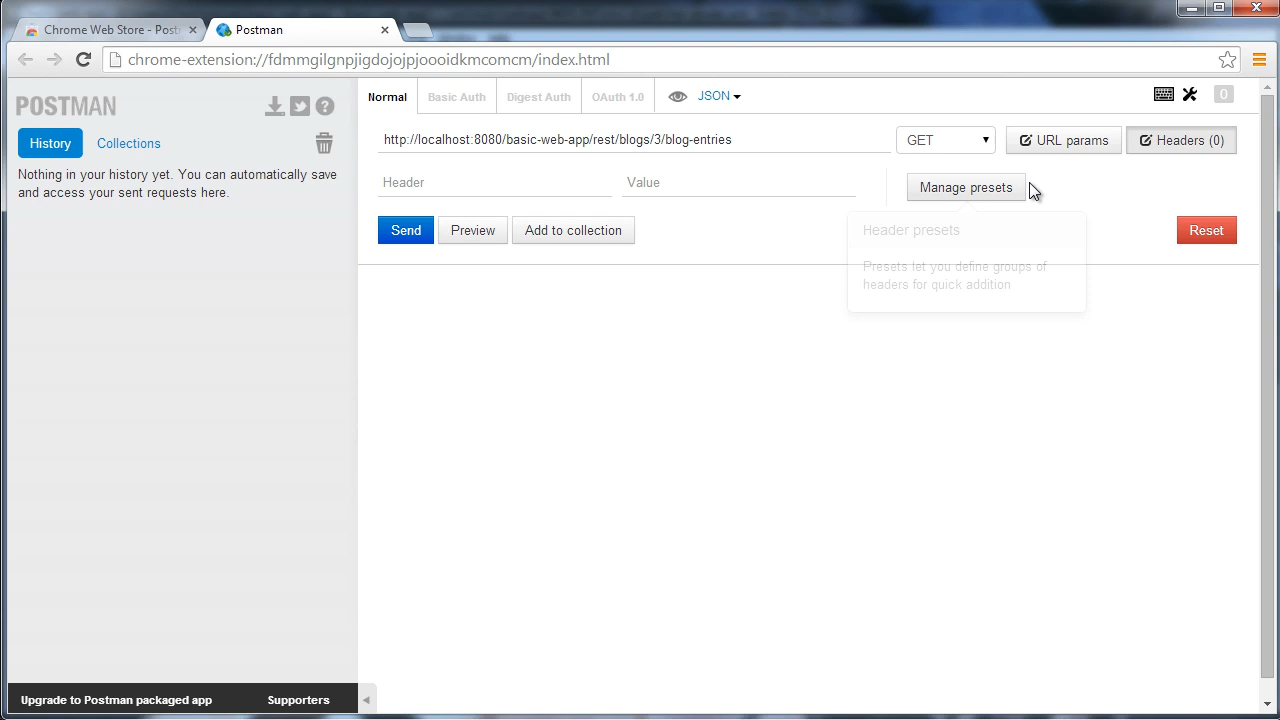 Chrome Web Store - Posts
Postman
chrome-extension://fdmmgilgnpjigdojojpjoooidkmcomcm/index.html
POSTMAN
History
Collections
Nothing in your history yet. You can automatically save
and access your sent requests here.
Normal
Basic Auth
Digest Auth
OAuth 1.0
JSON
0
http://localhost:8080/basic-web-app/rest/blogs/3/blog-entries
GET
URL params
Headers (0)
Header
Value
Manage presets
Send
Preview
Add to collection
Reset
Header presets
Presets let you define groups of
headers for quick addition
Upgrade to Postman packaged app
Supporters